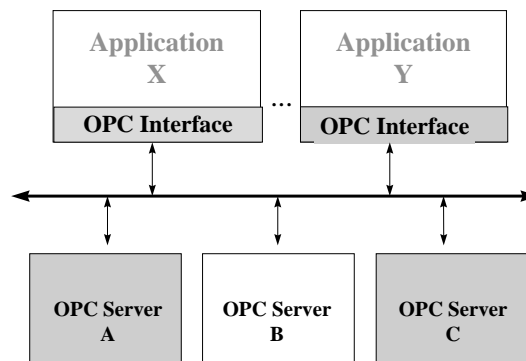 Application
X
Application
Y
...
OPC Interface
OPC Interface
OPC Server
A
OPC Server
B
OPC Server
C